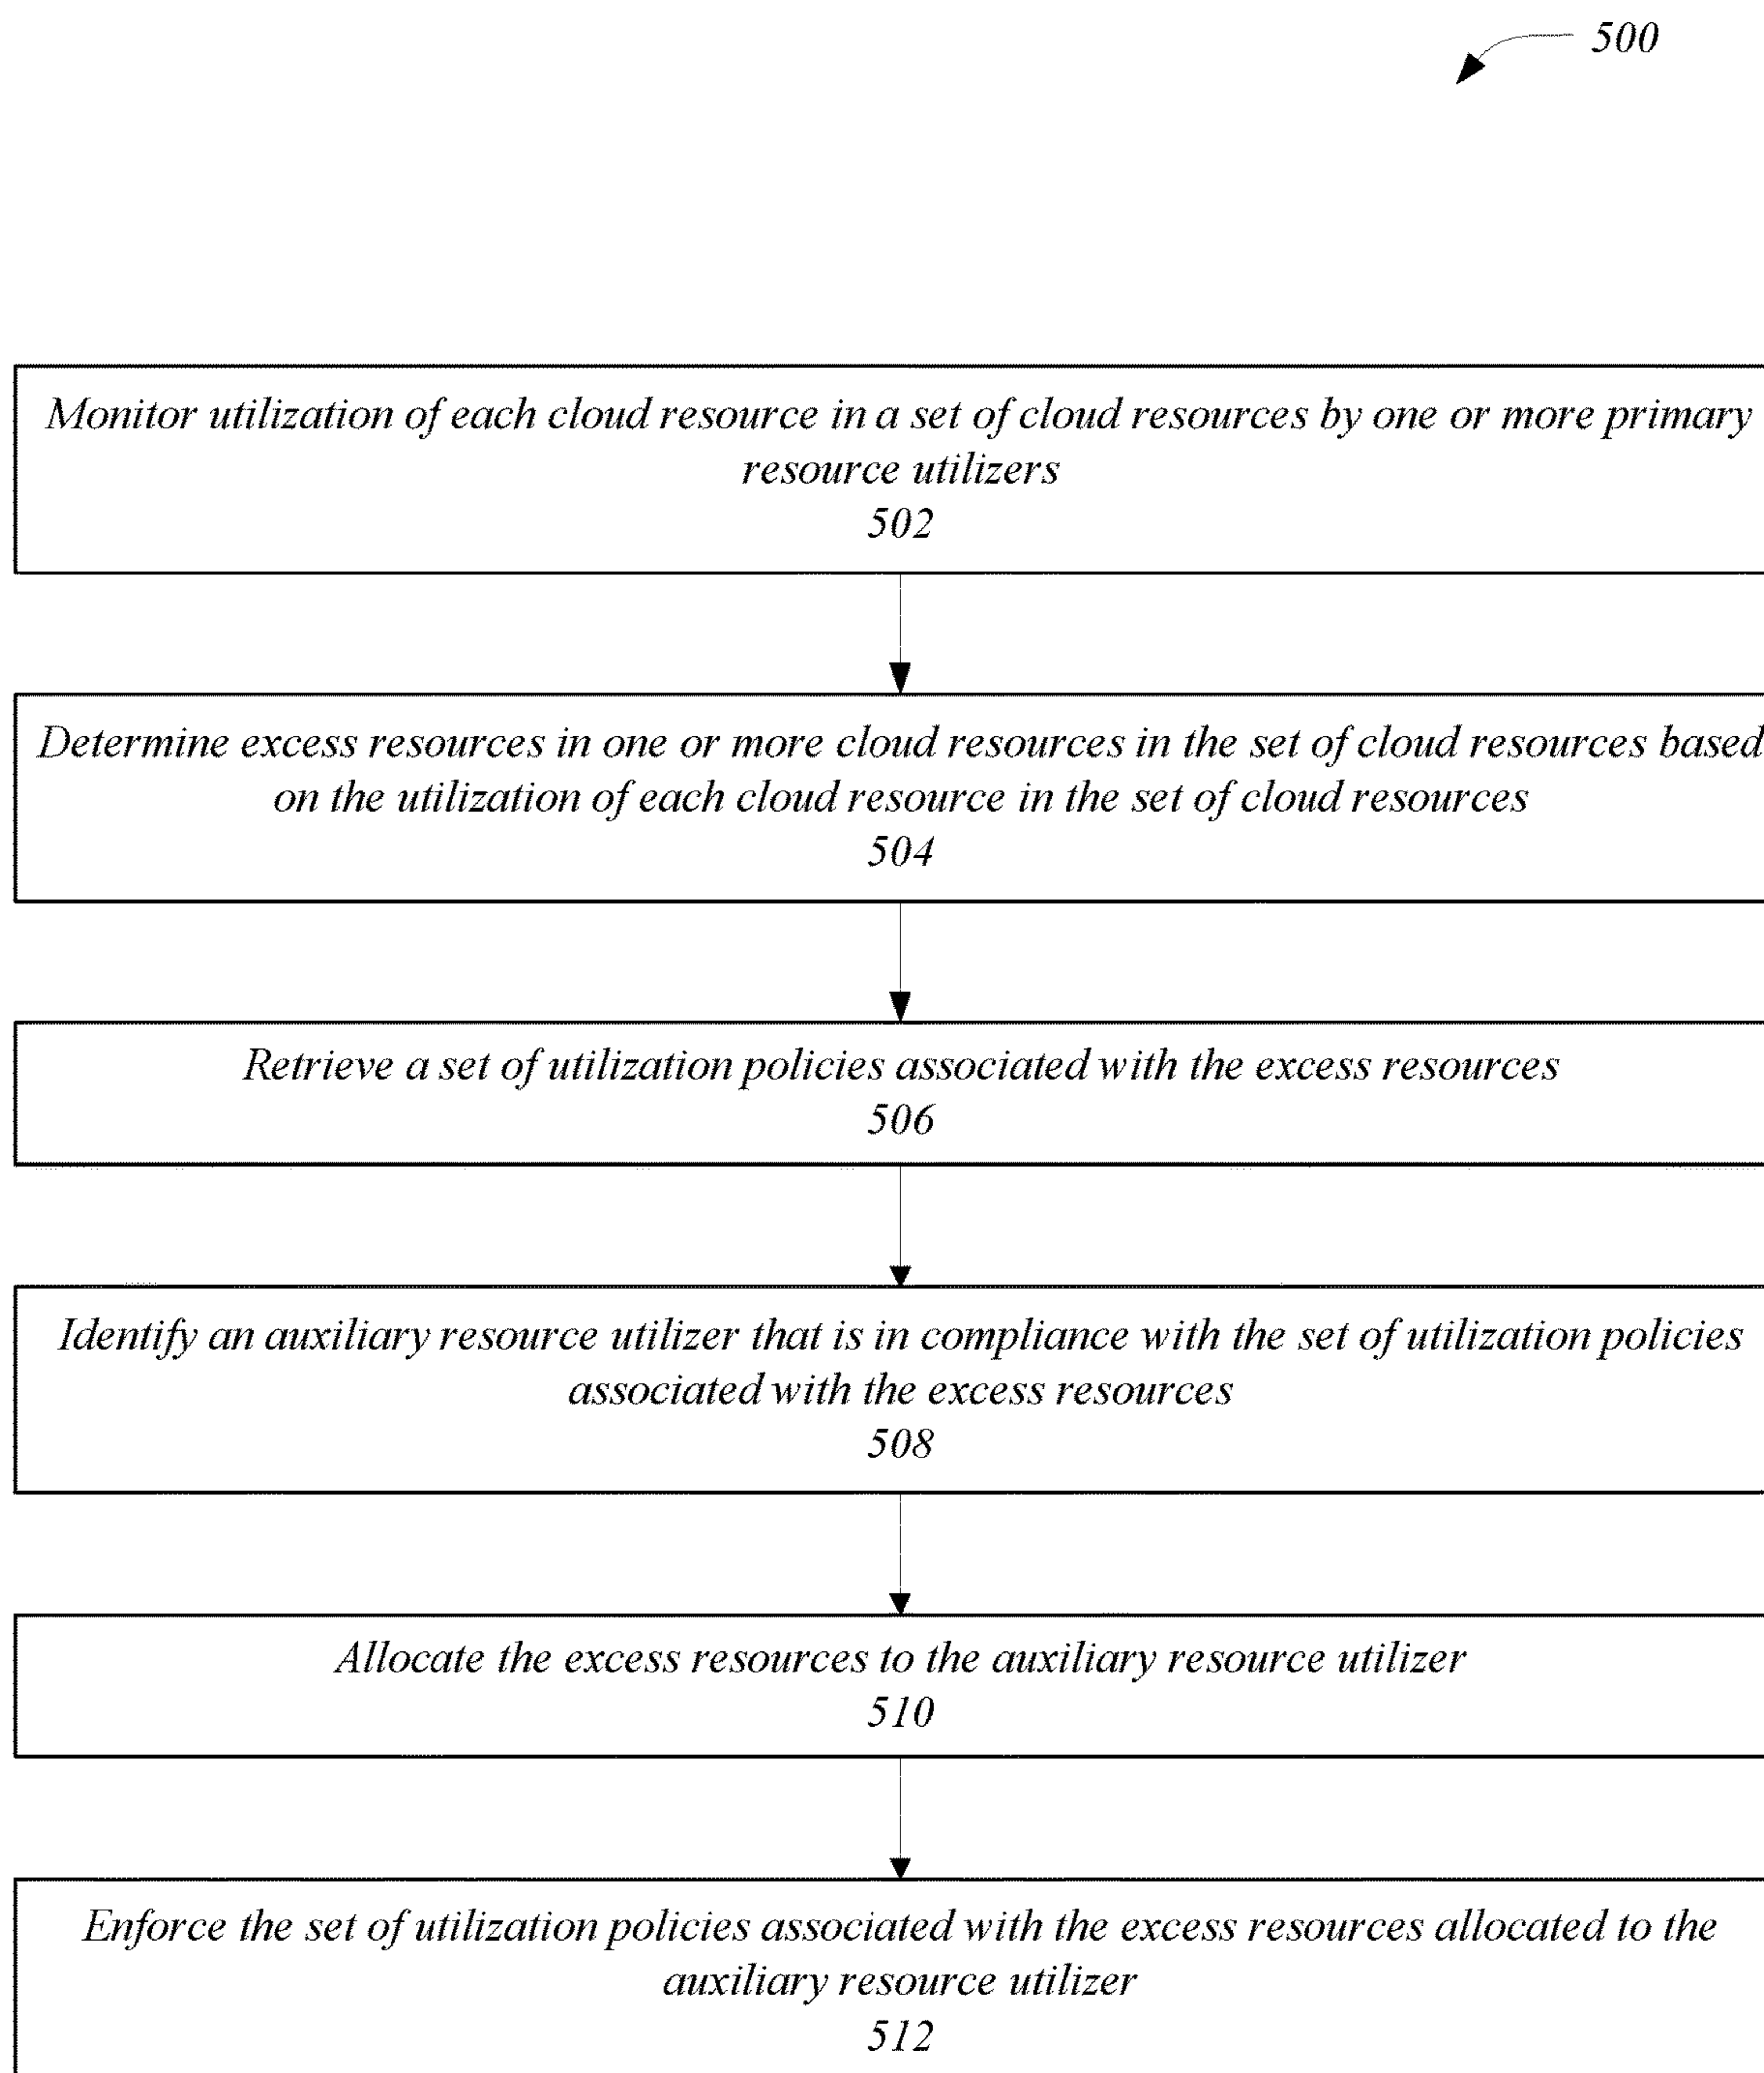 500
Monitor utilization of each cloud resource in a set of cloud resources by one or more primary
resource utilizers
502
Determine excess resources in one or more cloud resources in the set of cloud resources based
on the utilization of each cloud resource in the set of cloud resources
504
Retrieve a set of utilization policies associated with the excess resources
506
Identify an auxiliary resource utilizer that is in compliance with the set of utilization policies
associated with the excess resources
508
Allocate the excess resources to the auxiliary resource utilizer
510
Enforce the set of utilization policies associated with the excess resources allocated to the
auxiliary resource utilizer
512